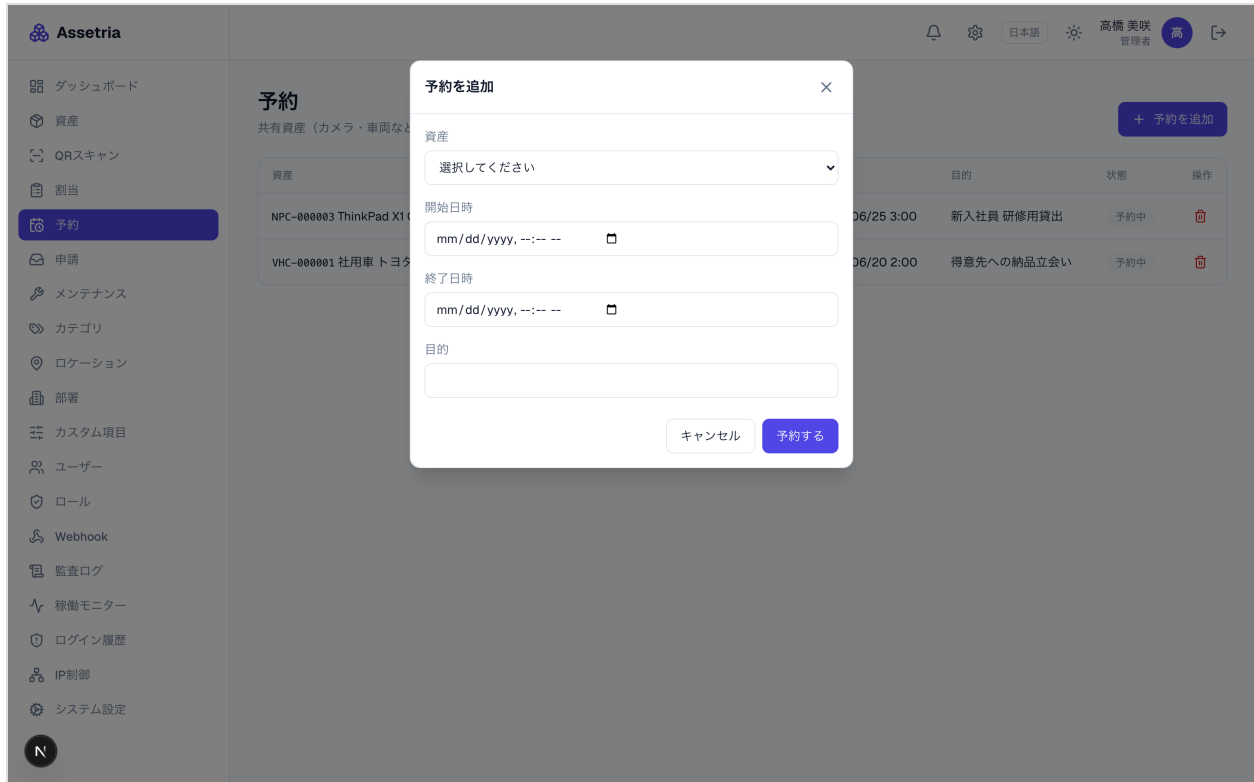 Assetria
日本語
高橋 美咲
管理者
高
ダッシュボード
資産
QRスキャン
割当
予約
申請
メンテナンス
カテゴリ
ロケーション
部署
カスタム項目
ユーザー
ロール
Webhook
監査ログ
稼働モニター
ログイン履歴
IP制御
システム設定
N
予約
共有資産（カメラ・車両など
+ 予約を追加
資産 目的 状態 操作
NPC-000003 ThinkPad X1 06/25 3:00 新入社員 研修用貸出 予約中
VHC-000001 社用車 トヨタ 06/20 2:00 得意先への納品立会い 予約中
予約を追加
資産
選択してください
開始日時
mm/dd/yyyy, --:-- --
終了日時
mm/dd/yyyy, --:-- --
目的
キャンセル 予約する